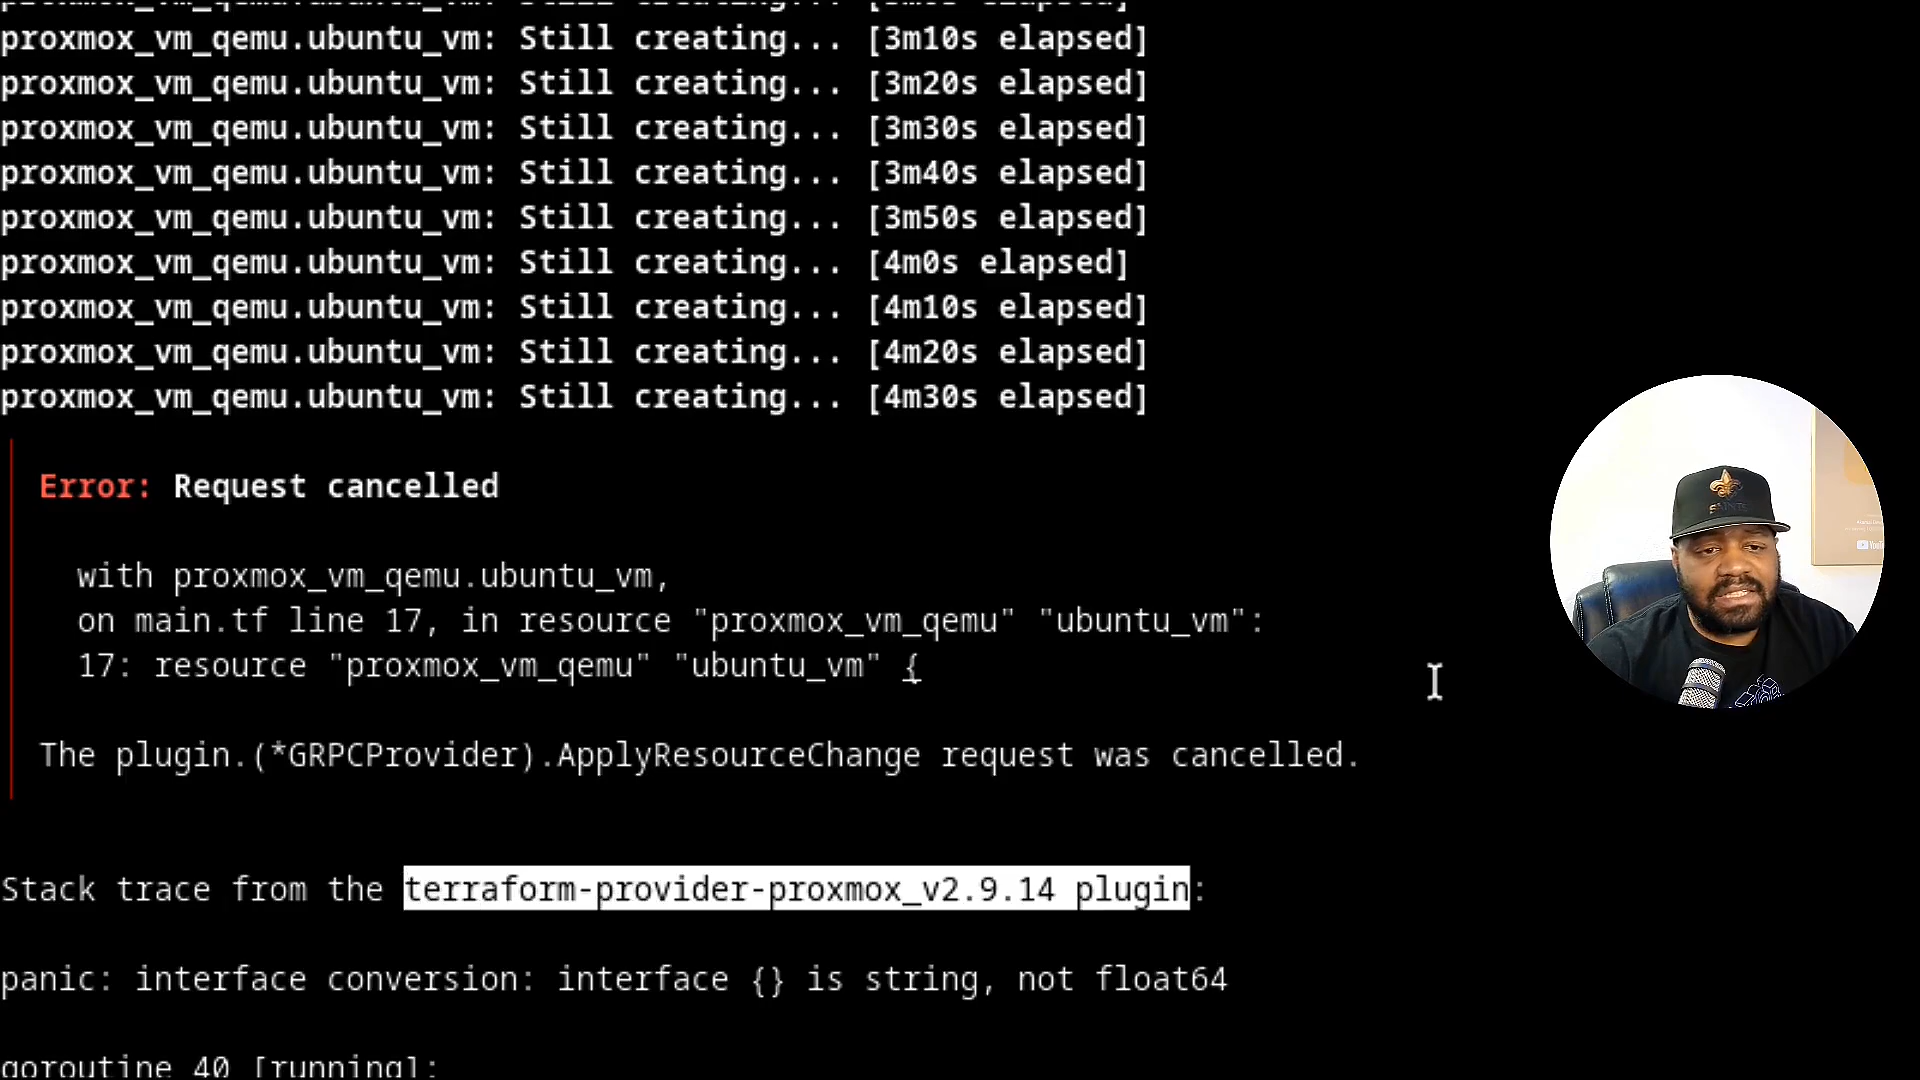 proxmox_vm_qemu.ubuntu_vm: Still creating... [3m10s elapsed]
proxmox_vm_qemu.ubuntu_vm: Still creating... [3m20s elapsed]
proxmox_vm_qemu.ubuntu_vm: Still creating... [3m30s elapsed]
proxmox_vm_qemu.ubuntu_vm: Still creating... [3m40s elapsed]
proxmox_vm_qemu.ubuntu_vm: Still creating... [3m50s elapsed]
proxmox_vm_qemu.ubuntu_vm: Still creating... [4m0s elapsed]
proxmox_vm_qemu.ubuntu_vm: Still creating... [4m10s elapsed]
proxmox_vm_qemu.ubuntu_vm: Still creating... [4m20s elapsed]
proxmox_vm_qemu.ubuntu_vm: Still creating... [4m30s elapsed]
Error: Request cancelled
with proxmox_vm_qemu.ubuntu_vm,
on main.tf line 17, in resource "proxmox_vm_qemu" "ubuntu_vm":
17: resource "proxmox_vm_qemu" "ubuntu_vm" {
The plugin.(*GRPCProvider).ApplyResourceChange request was cancelled.
Stack trace from the terraform-provider-proxmox_v2.9.14 plugin:
panic: interface conversion: interface {} is string, not float64
goroutine 40 [running]:
SAINTS